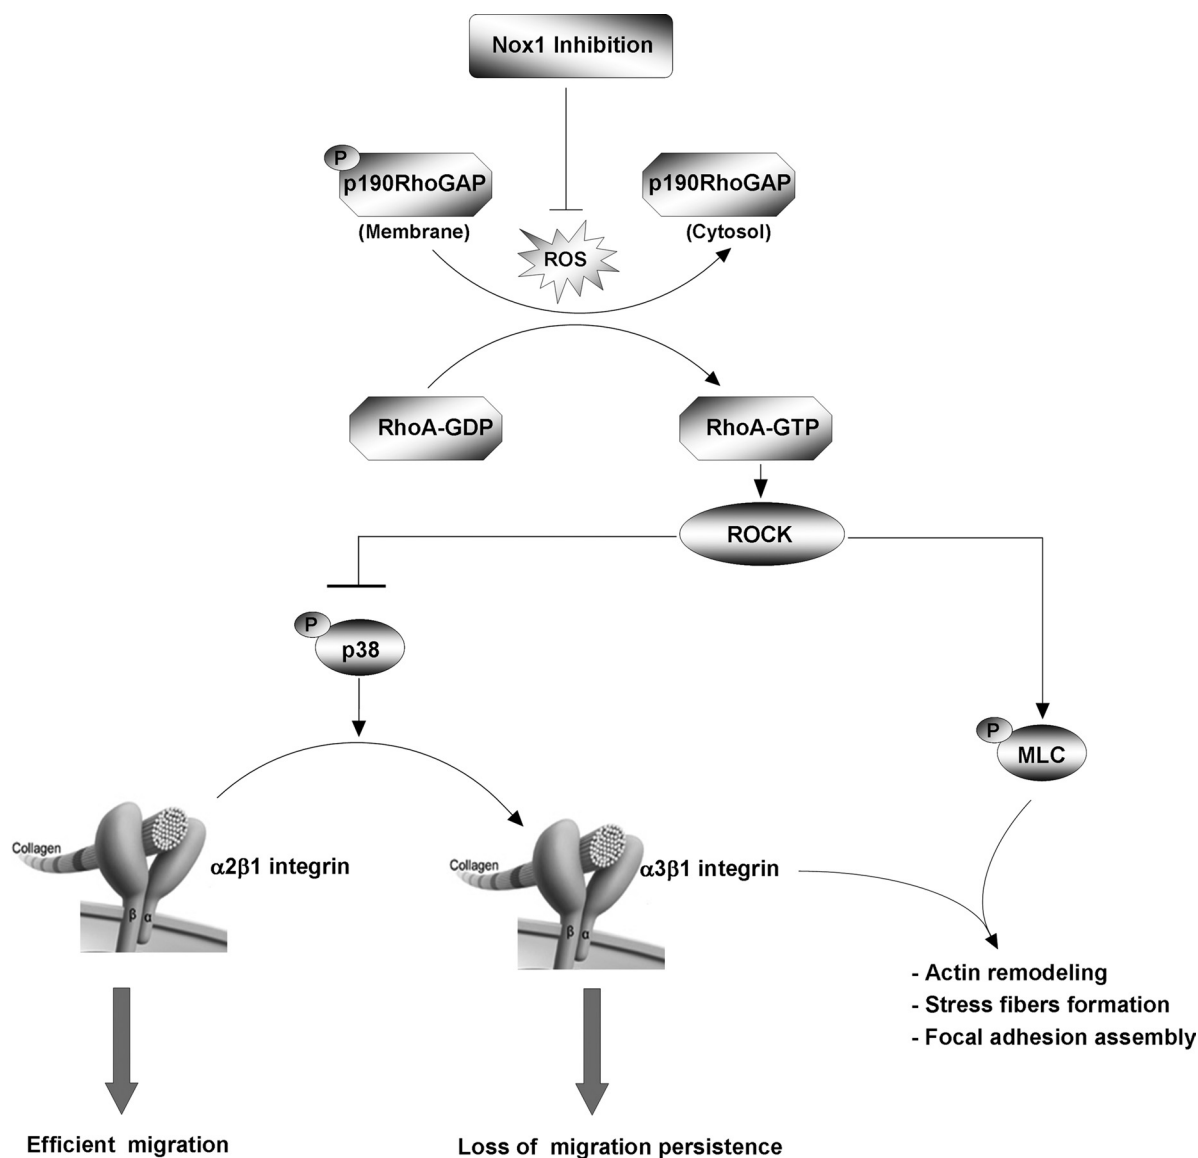 Nox1 Inhibition
P
p190RhoGAP
(Membrane)
p190RhoGAP
(Cytosol)
ROS
RhoA-GDP
RhoA-GTP
ROCK
P
p38
P
MLC
Collagen
α2β1 integrin
β α
Collagen
α3β1 integrin
β α
- Actin remodeling
- Stress fibers formation
- Focal adhesion assembly
Efficient migration
Loss of migration persistence